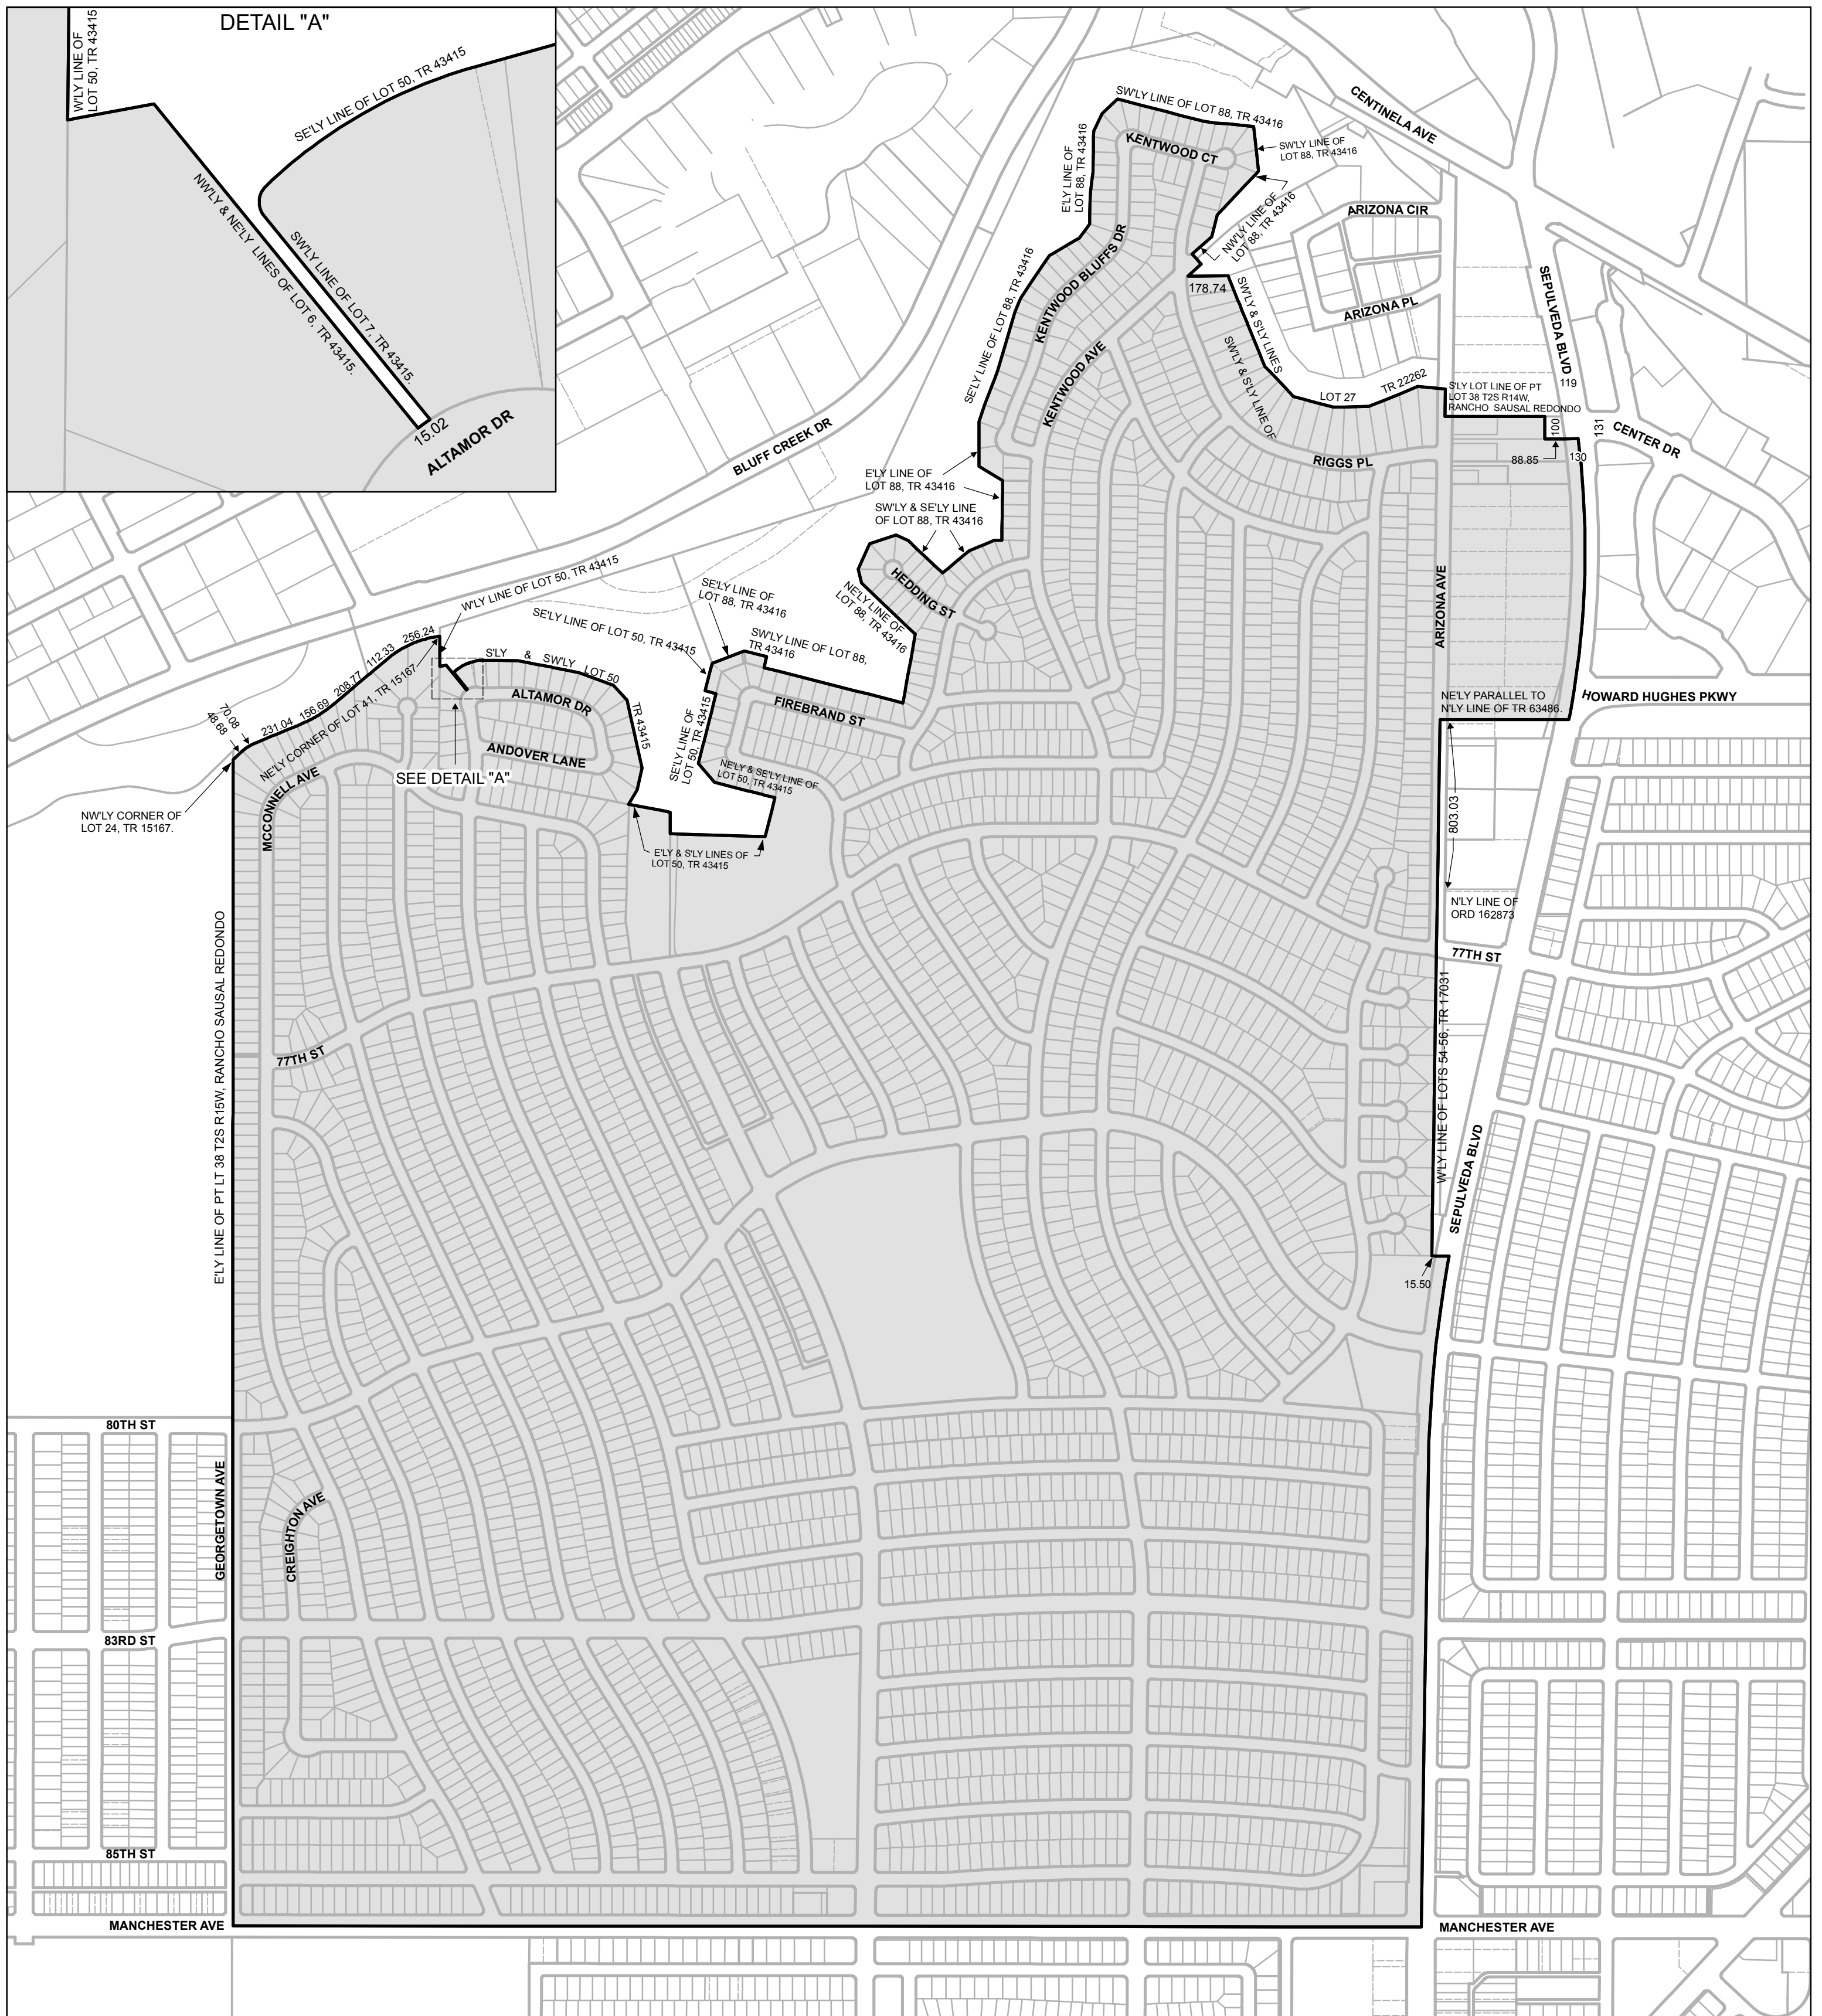 DETAIL "A"
W'LY LINE OF
LOT 50, TR 43415
SE'LY LINE OF LOT 50, TR 43415
NW'LY & NE'LY LINES OF LOT 6, TR 43415.
SW'LY LINE OF LOT 7, TR 43415.
15.02
ALTAMOR DR
SW'LY LINE OF LOT 88, TR 43416
CENTINELA AVE
E'LY LINE OF
LOT 88, TR 43416
KENTWOOD CT
SW'LY LINE OF
LOT 88, TR 43416
NW'LY LINE OF
LOT 88, TR 43416
ARIZONA CIR
KENTWOOD BLUFFS DR
SE'LY LINE OF LOT 88, TR 43416
178.74
SW'LY & S'LY LINES
ARIZONA PL
SEPULVEDA BLVD
KENTWOOD AVE
SW'LY & S'LY LINE OF
LOT 27
TR 22262
119
S'LY LOT LINE OF PT
LOT 38 T2S R14W,
RANCHO SAUSAL REDONDO
100
131
CENTER DR
88.85
130
BLUFF CREEK DR
RIGGS PL
E'LY LINE OF
LOT 88, TR 43416
SW'LY & SE'LY LINE
OF LOT 88, TR 43416
HEDDING ST
NE'LY LINE OF
LOT 88, TR 43416
ARIZONA AVE
W'LY LINE OF LOT 50, TR 43415
SE'LY LINE OF
LOT 88, TR 43416
SE'LY LINE OF LOT 50, TR 43415
SW'LY LINE OF LOT 88,
TR 43416
256.24
112.33
208.77
156.69
231.04
70.08
48.68
NE'LY CORNER OF LOT 41, TR 15167
S'LY & SW'LY LOT 50
TR 43415
ALTAMOR DR
ANDOVER LANE
SE'LY LINE OF
LOT 50, TR 43415
FIREBRAND ST
NE'LY & SE'LY LINE OF
LOT 50, TR 43415
NE'LY PARALLEL TO
N'LY LINE OF TR 63486.
HOWARD HUGHES PKWY
SEE DETAIL "A"
MCCONNELL AVE
NW'LY CORNER OF
LOT 24, TR 15167.
E'LY & S'LY LINES OF
LOT 50, TR 43415
803.03
N'LY LINE OF
ORD 162873
77TH ST
E'LY LINE OF PT LT 38 T2S R15W, RANCHO SAUSAL REDONDO
77TH ST
W'LY LINE OF LOTS 54-56, TR 17031
SEPULVEDA BLVD
15.50
80TH ST
GEORGETOWN AVE
CREIGHTON AVE
83RD ST
85TH ST
MANCHESTER AVE
MANCHESTER AVE